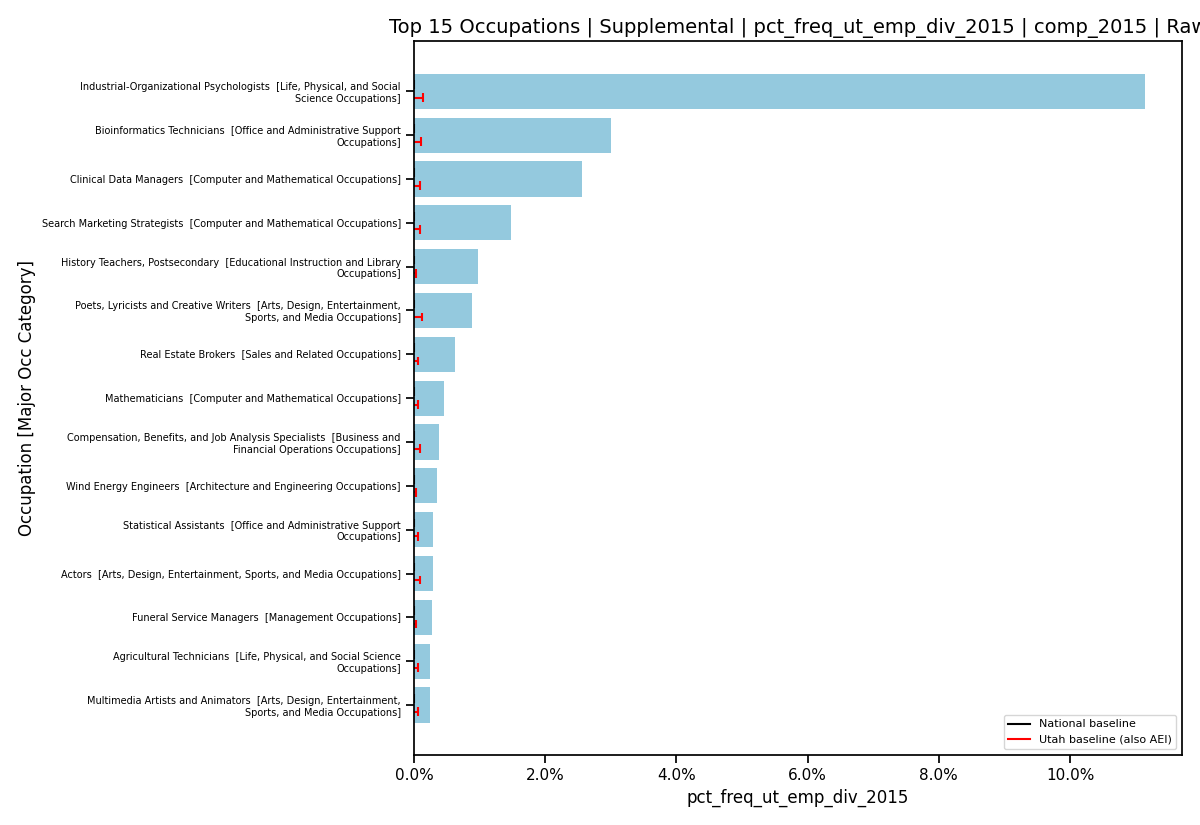 Top 15 Occupations | Supplemental | pct_freq_ut_emp_div_2015 | comp_2015 | Raw
Industrial-Organizational Psychologists [Life, Physical, and Social
Science Occupations]
Bioinformatics Technicians [Office and Administrative Support
Occupations]
Clinical Data Managers [Computer and Mathematical Occupations]
Search Marketing Strategists [Computer and Mathematical Occupations]
History Teachers, Postsecondary [Educational Instruction and Library
Occupations]
Poets, Lyricists and Creative Writers [Arts, Design, Entertainment,
Sports, and Media Occupations]
Real Estate Brokers [Sales and Related Occupations]
Mathematicians [Computer and Mathematical Occupations]
Compensation, Benefits, and Job Analysis Specialists [Business and
Financial Operations Occupations]
Wind Energy Engineers [Architecture and Engineering Occupations]
Statistical Assistants [Office and Administrative Support
Occupations]
Actors [Arts, Design, Entertainment, Sports, and Media Occupations]
Funeral Service Managers [Management Occupations]
Agricultural Technicians [Life, Physical, and Social Science
Occupations]
Multimedia Artists and Animators [Arts, Design, Entertainment,
Sports, and Media Occupations]
Occupation [Major Occ Category]
National baseline
Utah baseline (also AEI)
0.0% 2.0% 4.0% 6.0% 8.0% 10.0%
pct_freq_ut_emp_div_2015